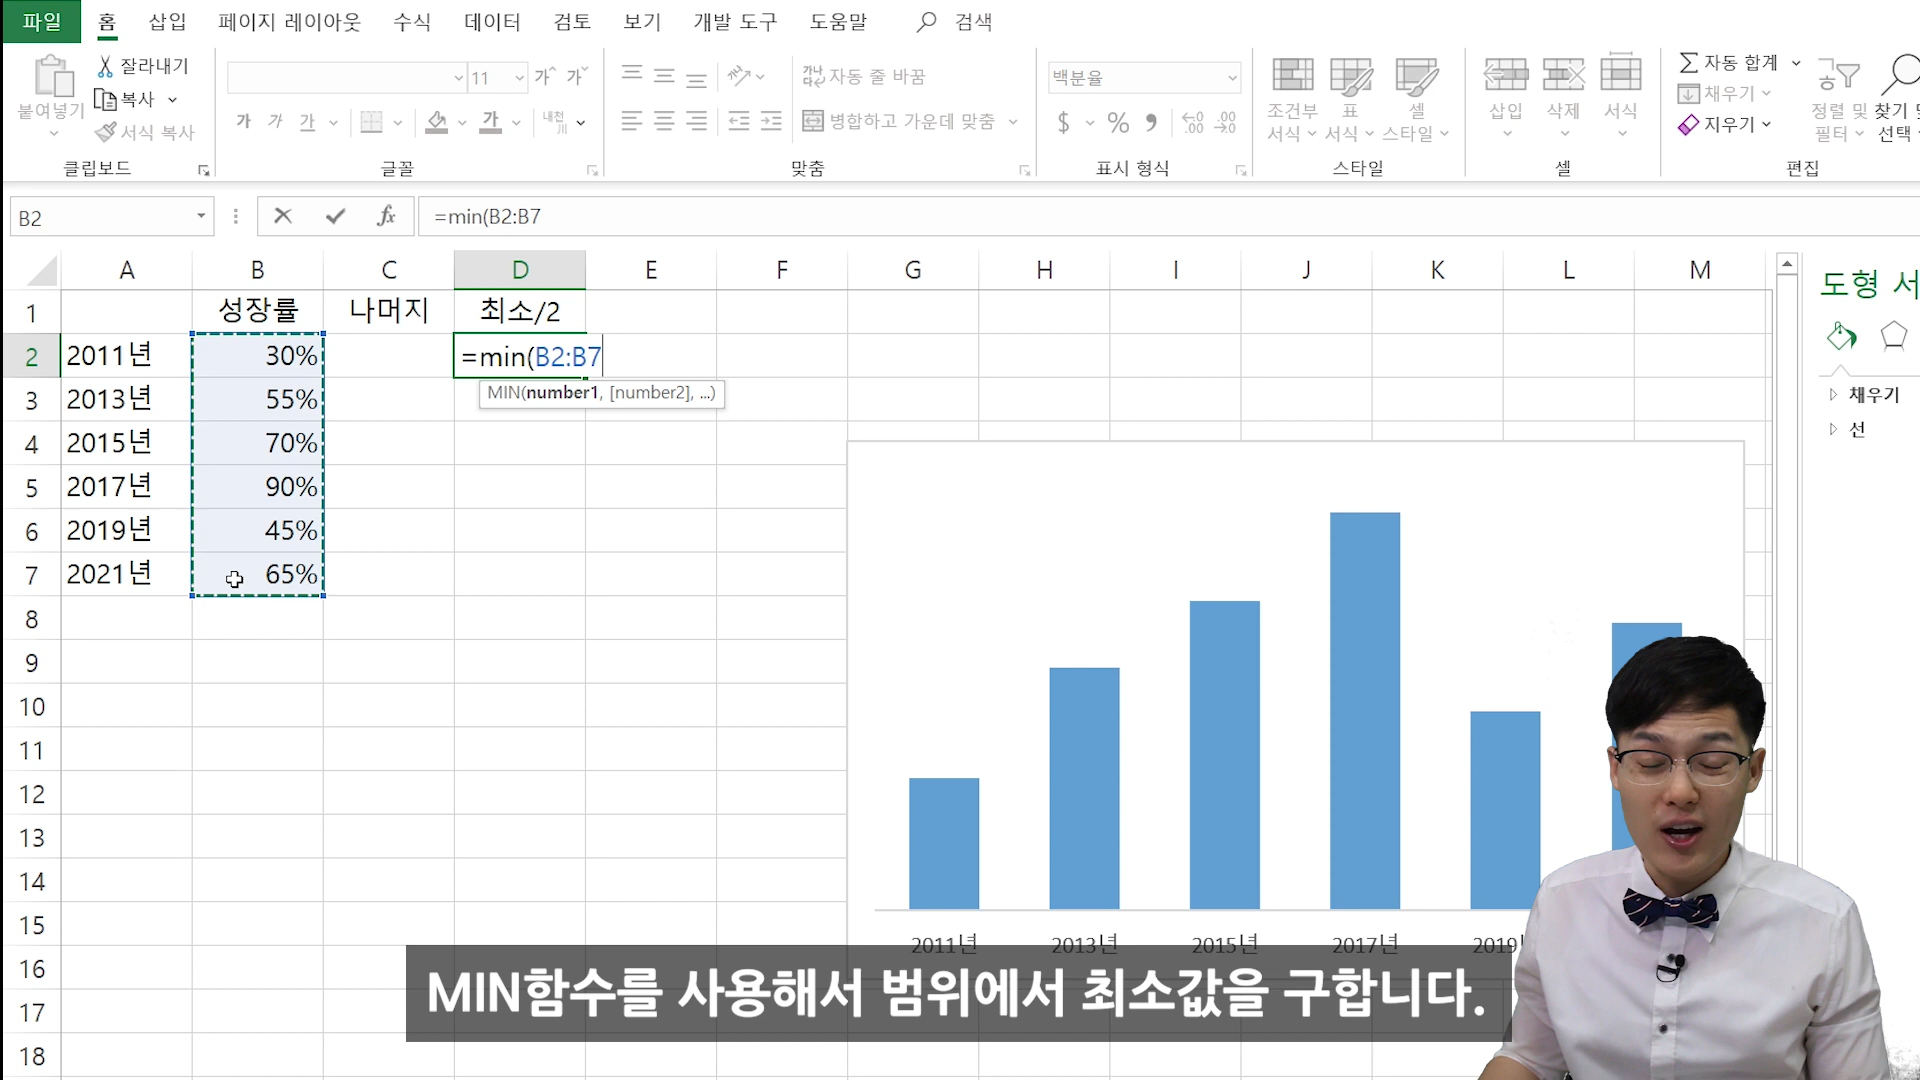 파일 홈 삽입 페이지 레이아웃 수식 데이터 검토 보기 개발 도구 도움말 검색
붙여넣기 잘라내기 복사 서식 복사
클립보드
11 가 가
가 가 간 가 내천
글꼴
가나다 자동 줄 바꿈
병합하고 가운데 맞춤
맞춤
백분율
$ % 9 .00 .00
표시 형식
조건부 서식 표 서식 셀 스타일
스타일
삽입 삭제 서식
셀
자동 합계
채우기
지우기
정렬 및 필터
찾기 및 선택
편집
B2 fx =min(B2:B7
A B C D E F G H I J K L M
1 성장률 나머지 최소/2
2 2011년 30% =min(B2:B7
MIN(number1, [number2], ...)
3 2013년 55%
4 2015년 70%
5 2017년 90%
6 2019년 45%
7 2021년 65%
8
9
10
11
12
13
14
15
16
17
18
도형 서
채우기
선
2011년 2013년 2015년 2017년
MIN함수를 사용해서 범위에서 최소값을 구합니다.